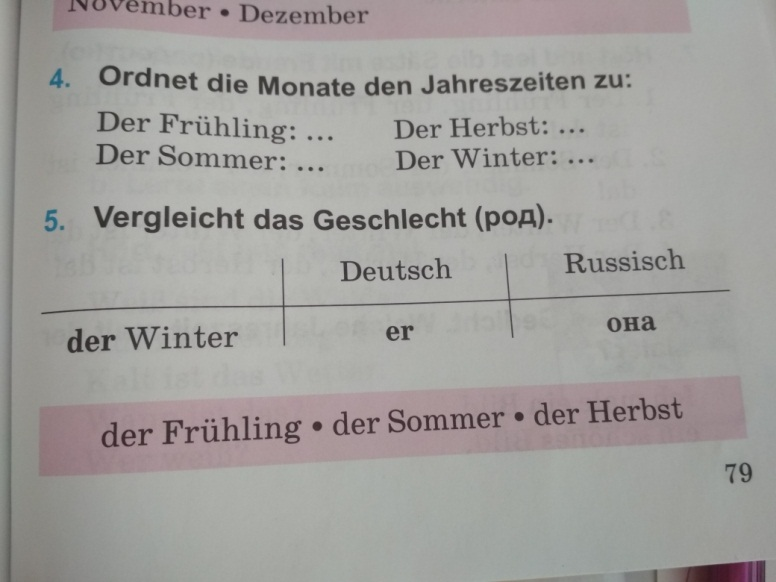 November • Dezember
4. Ordnet die Monate den Jahreszeiten zu:
Der Frühling: ... Der Herbst: ...
Der Sommer: ... Der Winter: ...
5. Vergleicht das Geschlecht (род).
Deutsch Russisch
der Winter er она
der Frühling • der Sommer • der Herbst
79